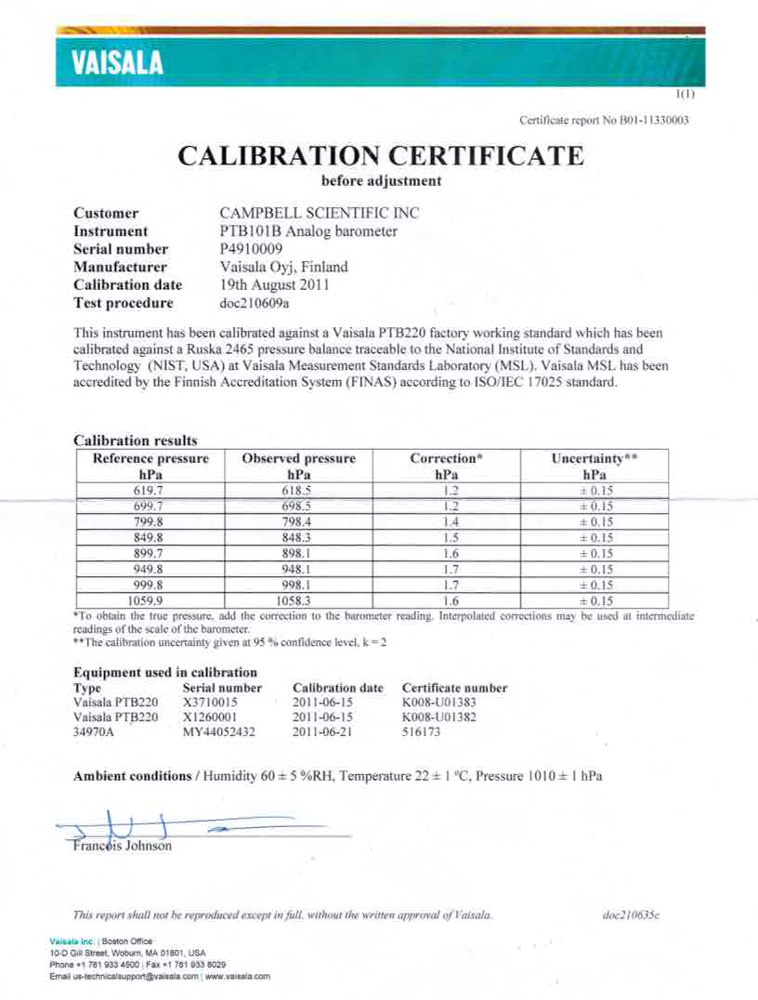 VAISALA
1(1)
Certificate report No B01-11330003
CALIBRATION CERTIFICATE
before adjustment
Customer CAMPBELL SCIENTIFIC INC
Instrument PTB101B Analog barometer
Serial number P4910009
Manufacturer Vaisala Oyj, Finland
Calibration date 19th August 2011
Test procedure doc210609a
This instrument has been calibrated against a Vaisala PTB220 factory working standard which has been
calibrated against a Ruska 2465 pressure balance traceable to the National Institute of Standards and
Technology (NIST, USA) at Vaisala Measurement Standards Laboratory (MSL). Vaisala MSL has been
accredited by the Finnish Accreditation System (FINAS) according to ISO/IEC 17025 standard.
Calibration results
Reference pressure Observed pressure Correction* Uncertainty**
hPa hPa hPa hPa
619.7 618.5 1.2 ± 0.15
699.7 698.5 1.2 ± 0.15
799.8 798.4 1.4 ± 0.15
849.8 848.3 1.5 ± 0.15
899.7 898.1 1.6 ± 0.15
949.8 948.1 1.7 ± 0.15
999.8 998.1 1.7 ± 0.15
1059.9 1058.3 1.6 ± 0.15
*To obtain the true pressure, add the correction to the barometer reading. Interpolated corrections may be used at intermediate
readings of the scale of the barometer.
**The calibration uncertainty given at 95 % confidence level, k = 2
Equipment used in calibration
Type Serial number Calibration date Certificate number
Vaisala PTB220 X3710015 2011-06-15 K008-U01383
Vaisala PTB220 X1260001 2011-06-15 K008-U01382
34970A MY44052432 2011-06-21 516173
Ambient conditions / Humidity 60 ± 5 %RH, Temperature 22 ± 1 ºC, Pressure 1010 ± 1 hPa
Francois Johnson
This report shall not be reproduced except in full, without the written approval of Vaisala. doc210635c
Vaisala Inc. | Boston Office
10-D Gill Street, Woburn, MA 01801, USA
Phone +1 781 933 4500 | Fax +1 781 933 8029
Email us-technicalsupport@vaisala.com | www.vaisala.com